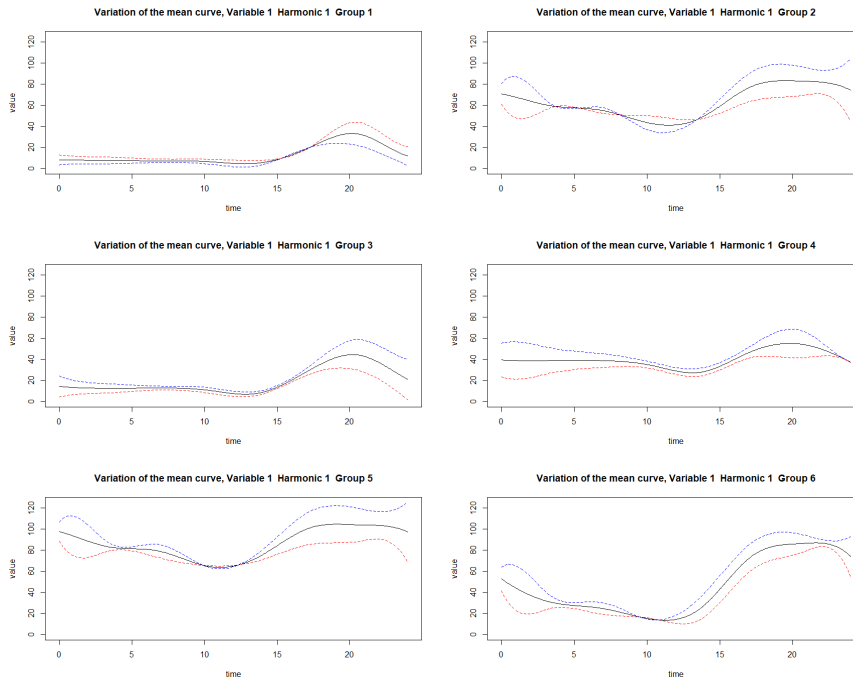 Variation of the mean curve, Variable 1 Harmonic 1 Group 1
value
0 20 40 60 80 100 120
0 5 10 15 20
time
Variation of the mean curve, Variable 1 Harmonic 1 Group 2
value
0 20 40 60 80 100 120
0 5 10 15 20
time
Variation of the mean curve, Variable 1 Harmonic 1 Group 3
value
0 20 40 60 80 100 120
0 5 10 15 20
time
Variation of the mean curve, Variable 1 Harmonic 1 Group 4
value
0 20 40 60 80 100 120
0 5 10 15 20
time
Variation of the mean curve, Variable 1 Harmonic 1 Group 5
value
0 20 40 60 80 100 120
0 5 10 15 20
time
Variation of the mean curve, Variable 1 Harmonic 1 Group 6
value
0 20 40 60 80 100 120
0 5 10 15 20
time